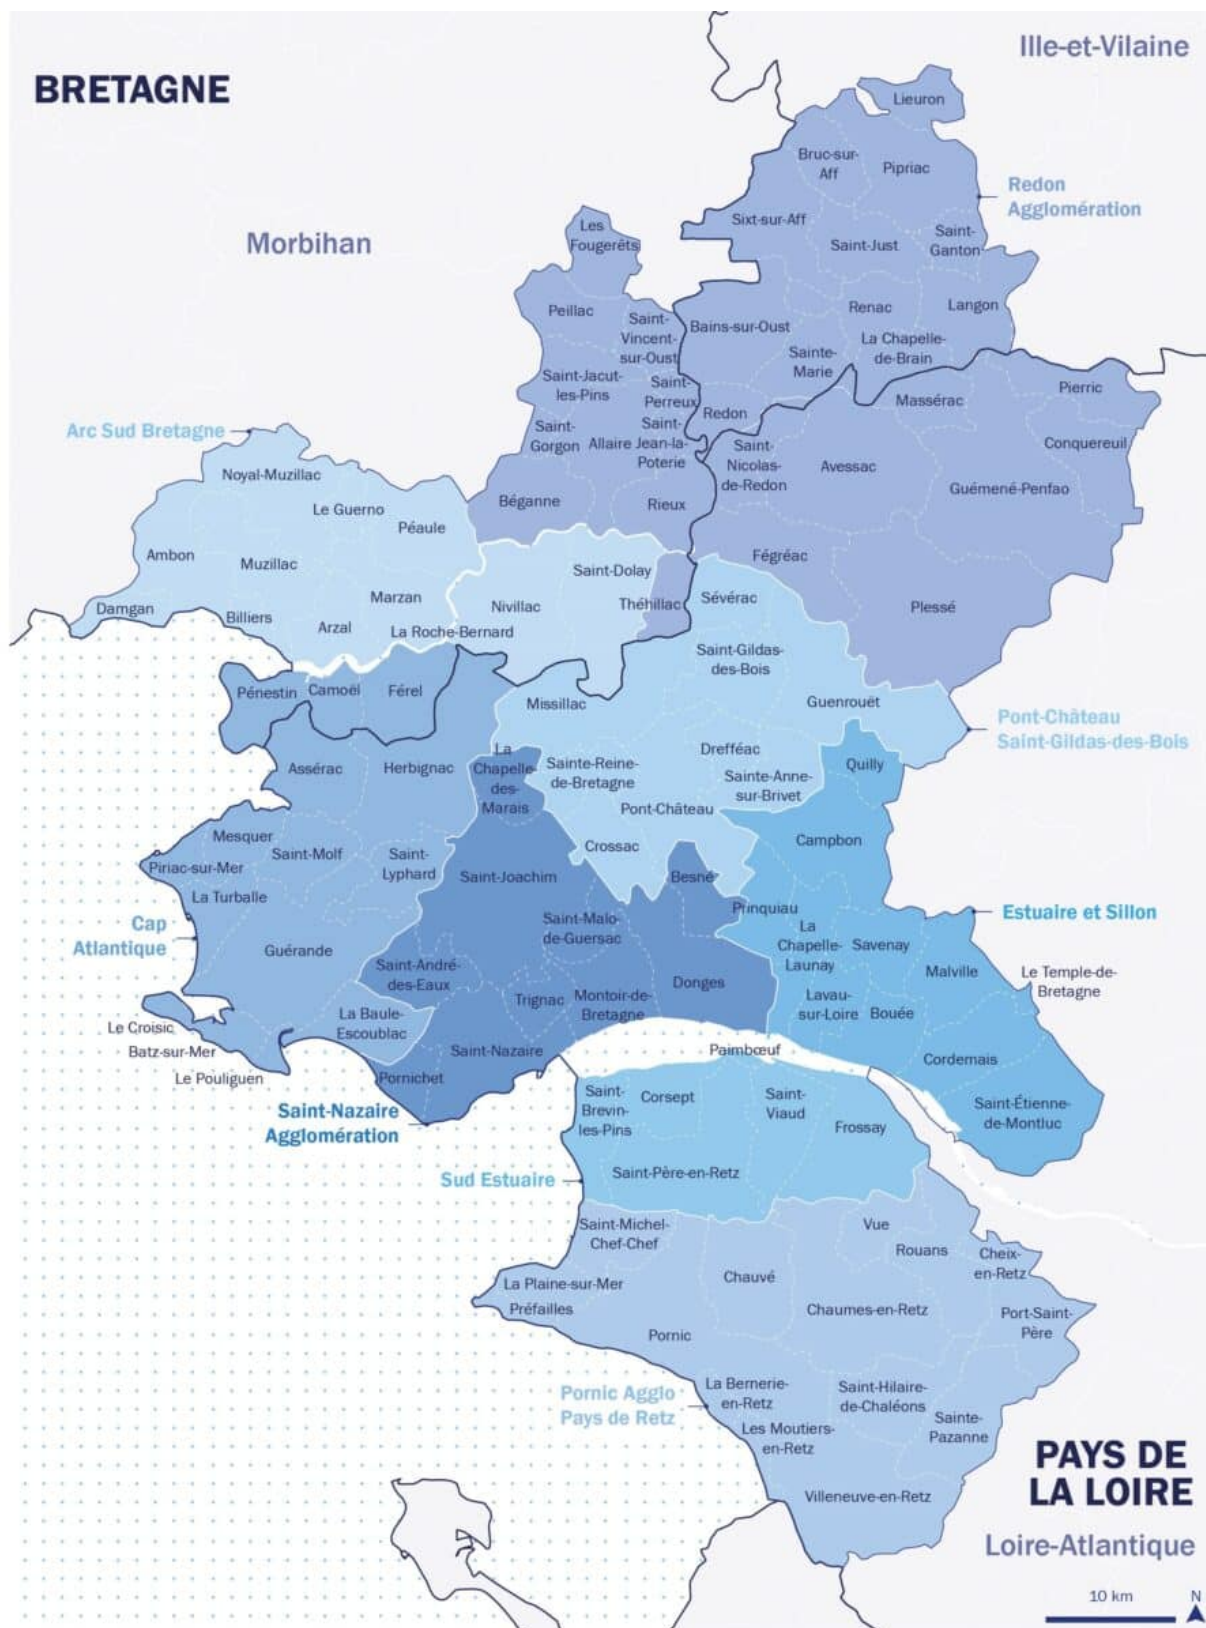 Ille-et-Vilaine
BRETAGNE
Lieuron
Bruc-sur-
Aff
Pipriac
Redon
Agglomération
Sixt-sur-Aff
Les
Fougerêts
Morbihan
Saint-Just
Saint-
Ganton
Peillac
Saint-
Vincent-
sur-Oust
Bains-sur-Oust
Renac
Langon
La Chapelle-
de-Brain
Sainte-
Marie
Saint-Jacut-
les-Pins
Saint-
Perreux
Massérac
Pierric
Redon
Arc Sud Bretagne
Saint-
Gorgon
Allaire
Saint-
Jean-la-
Poterie
Saint-
Nicolas-
de-Redon
Avessac
Conquereuil
Guémené-Penfao
Noyal-Muzillac
Le Guerno
Péaule
Béganne
Rieux
Ambon
Muzillac
Saint-Dolay
Fégréac
Damgan
Billiers
Marzan
Arzal
La Roche-Bernard
Nivillac
Théhillac
Sévérac
Plessé
Saint-Gildas-
des-Bois
Pénestin
Camoël
Férel
Missillac
Guenrouët
Pont-Château
Saint-Gildas-des-Bois
Assérac
Herbignac
La
Chapelle-
des-
Marais
Sainte-Reine-
de-Bretagne
Drefféac
Sainte-Anne-
sur-Brivet
Quilly
Pont-Château
Mesquer
Saint-Molf
Piriac-sur-Mer
Saint-
Lyphard
Crossac
Campbon
La Turballe
Saint-Joachim
Besné
Prinquiau
Estuaire et Sillon
Cap
Atlantique
Guérande
Saint-Malo-
de-Guersac
La
Chapelle-
Launay
Savenay
Malville
Le Temple-de-
Bretagne
Saint-André-
des-Eaux
Trignac
Montoir-de-
Bretagne
Donges
Lavau-
sur-Loire
Bouée
Le Croisic
Batz-sur-Mer
Le Pouliguen
La Baule-
Escoublac
Saint-Nazaire
Paimbœuf
Cordemais
Pornichet
Saint-Nazaire
Agglomération
Saint-
Brevin-
les-Pins
Corsept
Saint-
Viaud
Frossay
Saint-Étienne-
de-Montluc
Sud Estuaire
Saint-Père-en-Retz
Saint-Michel-
Chef-Chef
Vue
Rouans
Cheix-
en-Retz
La Plaine-sur-Mer
Préfailles
Chauvé
Chaumes-en-Retz
Port-Saint-
Père
Pornic
Pornic Agglo
Pays de Retz
La Bernerie-
en-Retz
Saint-Hilaire-
de-Chaléons
Les Moutiers-
en-Retz
Sainte-
Pazanne
Villeneuve-en-Retz
PAYS DE
LA LOIRE
Loire-Atlantique
10 km
N